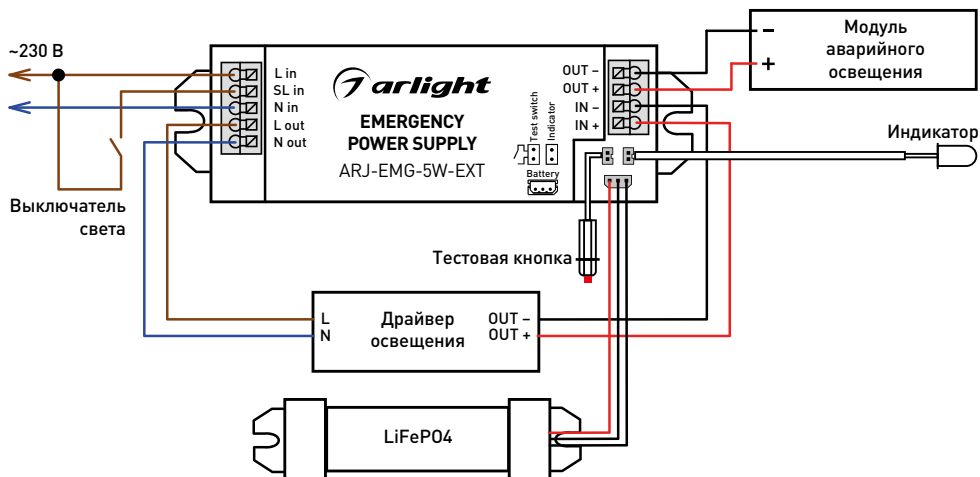 ~230 В
L in
SL in
N in
L out
N out
Выключатель
света
arlight
EMERGENCY
POWER SUPPLY
ARJ-EMG-5W-EXT
Test switch
Indicator
Battery
OUT –
OUT +
IN –
IN +
–
+
Модуль
аварийного
освещения
Индикатор
Тестовая кнопка
L
N
Драйвер
освещения
OUT –
OUT +
LiFePO4